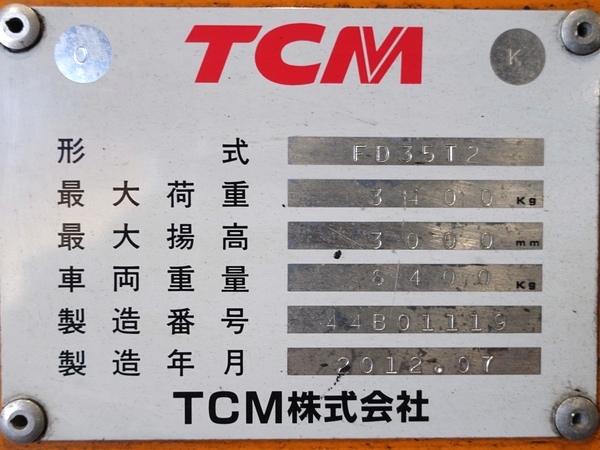 O TCM K
形式 FD35T2
最大荷重 3400 Kg
最大揚高 3000 mm
車両重量 6400 Kg
製造番号 44B01119
製造年月 2012.07
TCM株式会社